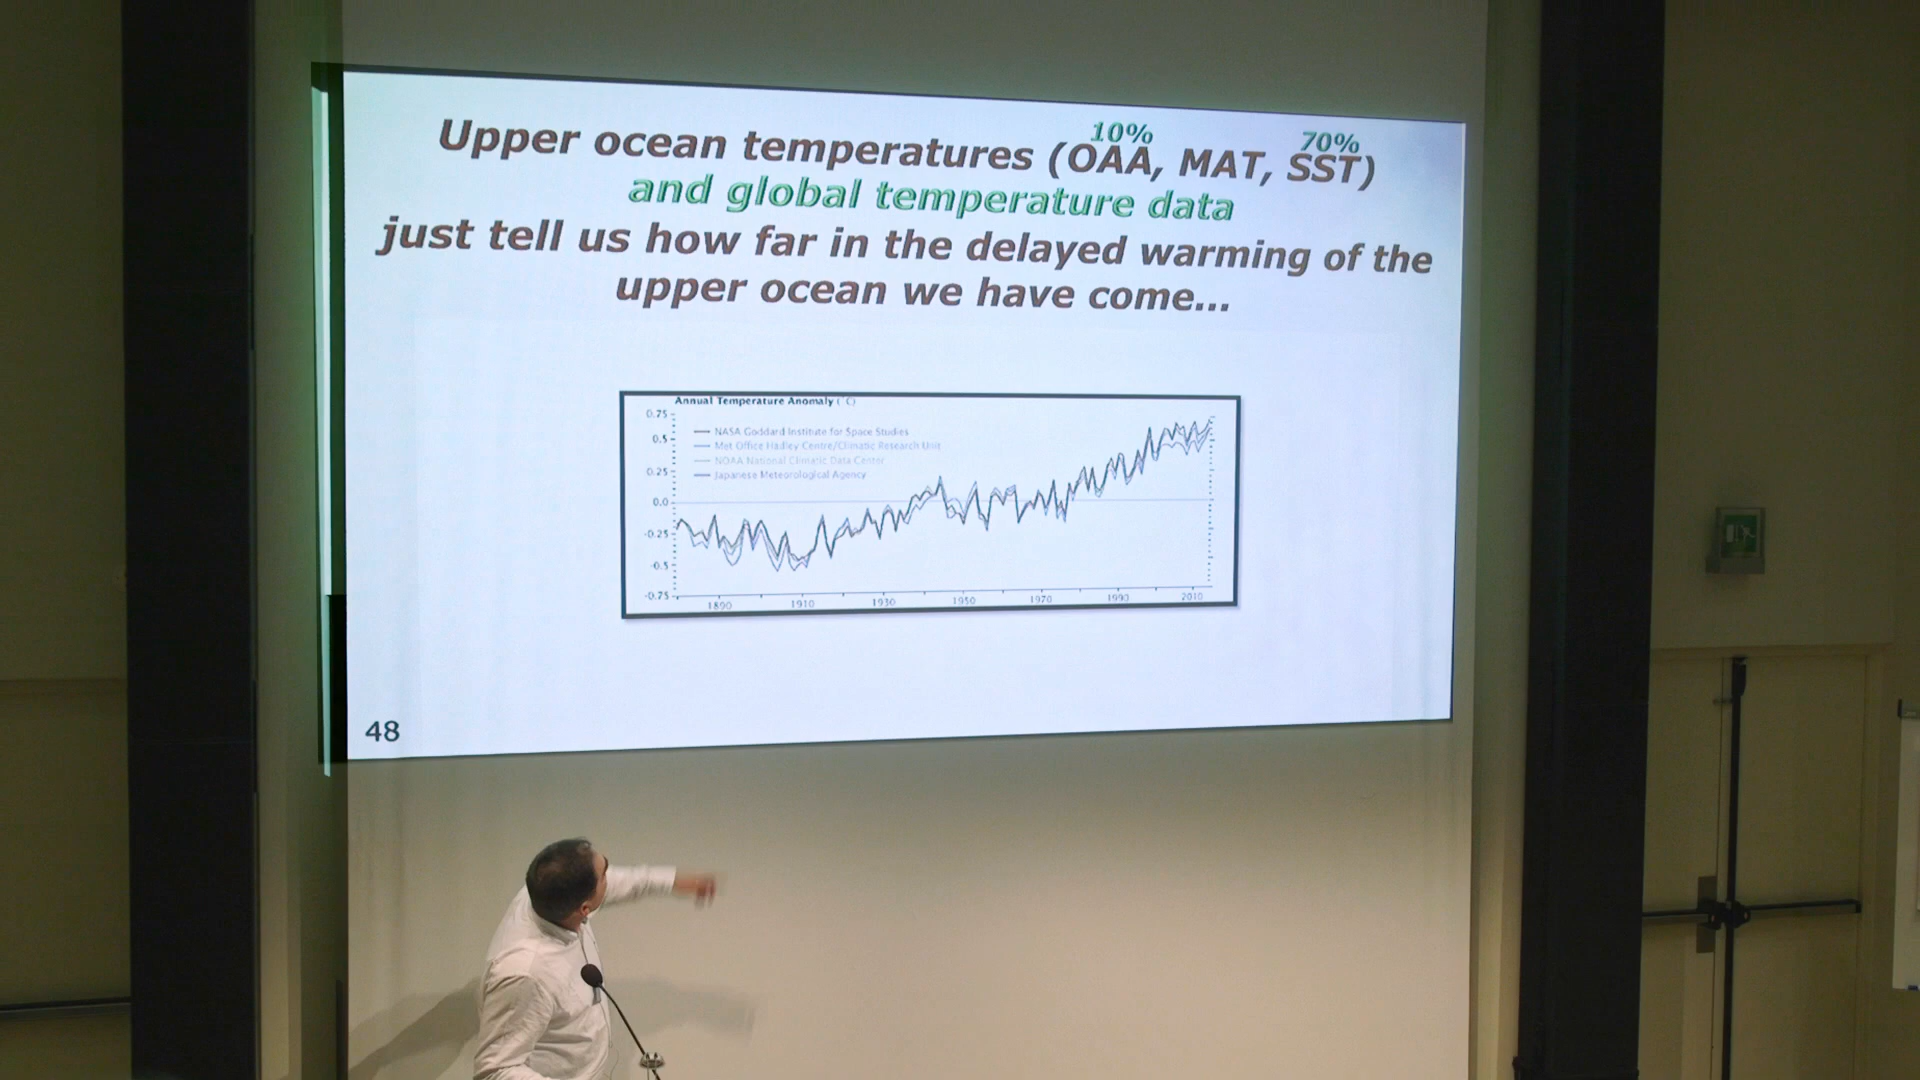 10% 70%
Upper ocean temperatures (OAA, MAT, SST)
and global temperature data
just tell us how far in the delayed warming of the
upper ocean we have come...
Annual Temperature Anomaly (˚C)
0.75
0.5
0.25
0.0
-0.25
-0.5
-0.75
NASA Goddard Institute for Space Studies
Met Office Hadley Centre/Climatic Research Unit
NOAA National Climatic Data Center
Japanese Meteorological Agency
1890 1910 1930 1950 1970 1990 2010
48